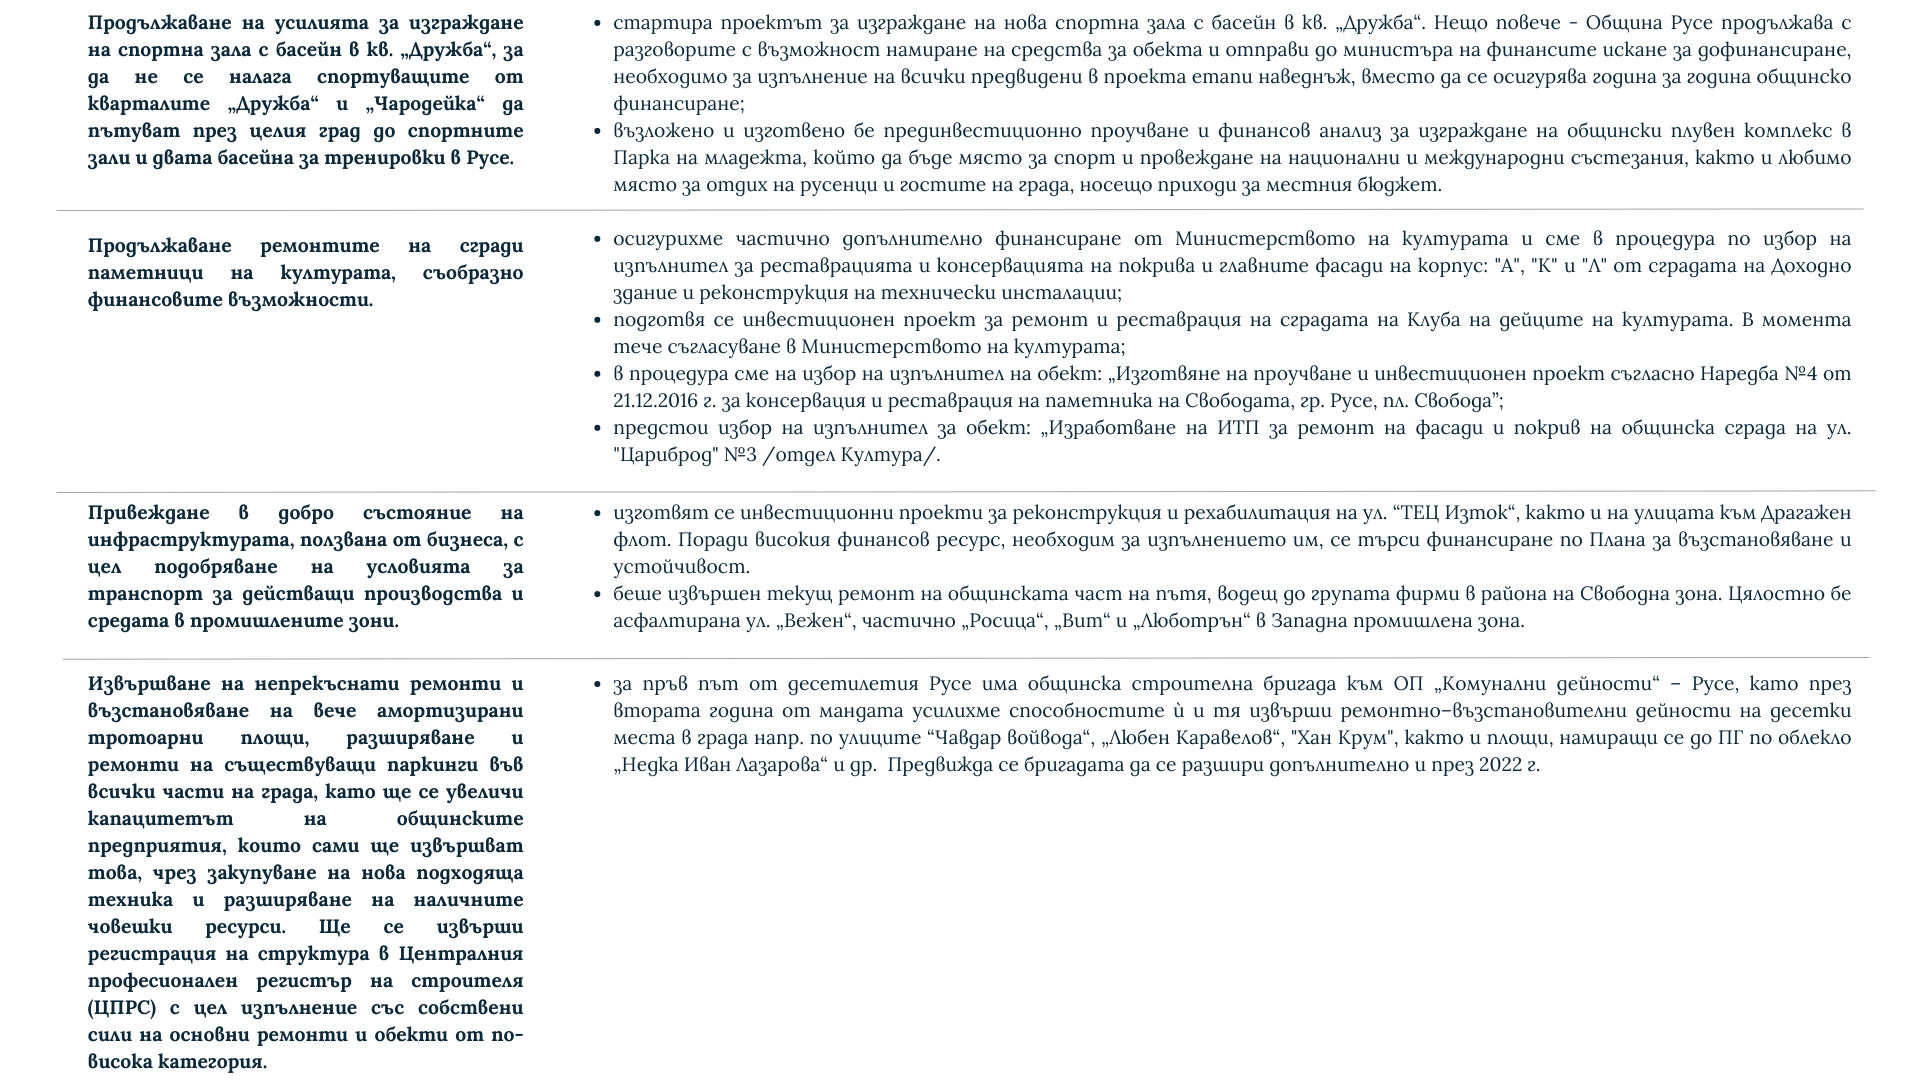 Продължаване на усилията за изграждане
на спортна зала с басейн в кв. „Дружба“, за
да не се налага спортуващите от
кварталите „Дружба“ и „Чародейка“ да
пътуват през целия град до спортните
зали и двата басейна за тренировки в Русе.
• стартира проектът за изграждане на нова спортна зала с басейн в кв. „Дружба“. Нещо повече - Община Русе продължава с
разговорите с възможност намиране на средства за обекта и отправи до министъра на финансите искане за дофинансиране,
необходимо за изпълнение на всички предвидени в проекта етапи наведнъж, вместо да се осигурява година за година общинско
финансиране;
• възложено и изготвено бе прединвестиционно проучване и финансов анализ за изграждане на общински плувен комплекс в
Парка на младежта, който да бъде място за спорт и провеждане на национални и международни състезания, както и любимо
място за отдих на русенци и гостите на града, носещо приходи за местния бюджет.
Продължаване ремонтите на сгради
паметници на културата, съобразно
финансовите възможности.
• осигурихме частично допълнително финансиране от Министерството на културата и сме в процедура по избор на
изпълнител за реставрацията и консервацията на покрива и главните фасади на корпус: "А", "К" и "Л" от сградата на Доходно
здание и реконструкция на технически инсталации;
• подготвя се инвестиционен проект за ремонт и реставрация на сградата на Клуба на дейците на културата. В момента
тече съгласуване в Министерството на културата;
• в процедура сме на избор на изпълнител на обект: „Изготвяне на проучване и инвестиционен проект съгласно Наредба №4 от
21.12.2016 г. за консервация и реставрация на паметника на Свободата, гр. Русе, пл. Свобода”;
• предстои избор на изпълнител за обект: „Изработване на ИТП за ремонт на фасади и покрив на общинска сграда на ул.
"Цариброд" №3 /отдел Култура/.
Привеждане в добро състояние на
инфраструктурата, ползвана от бизнеса, с
цел подобряване на условията за
транспорт за действащи производства и
средата в промишлените зони.
• изготвят се инвестиционни проекти за реконструкция и рехабилитация на ул. “ТЕЦ Изток“, както и на улицата към Драгажен
флот. Поради високия финансов ресурс, необходим за изпълнението им, се търси финансиране по Плана за възстановяване и
устойчивост.
• беше извършен текущ ремонт на общинската част на пътя, водещ до групата фирми в района на Свободна зона. Цялостно бе
асфалтирана ул. „Вежен“, частично „Росица“, „Вит“ и „Люботрън“ в Западна промишлена зона.
Извършване на непрекъснати ремонти и
възстановяване на вече амортизирани
тротоарни площи, разширяване и
ремонти на съществуващи паркинги във
всички части на града, като ще се увеличи
капацитетът на общинските
предприятия, които сами ще извършват
това, чрез закупуване на нова подходяща
техника и разширяване на наличните
човешки ресурси. Ще се извърши
регистрация на структура в Централния
професионален регистър на строителя
(ЦПРС) с цел изпълнение със собствени
сили на основни ремонти и обекти от по-
висока категория.
• за пръв път от десетилетия Русе има общинска строителна бригада към ОП „Комунални дейности“ – Русе, като през
втората година от мандата усилихме способностите ѝ и тя извърши ремонтно–възстановителни дейности на десетки
места в града напр. по улиците “Чавдар войвода“, „Любен Каравелов“, "Хан Крум", както и площи, намиращи се до ПГ по облекло
„Недка Иван Лазарова“ и др. Предвижда се бригадата да се разшири допълнително и през 2022 г.